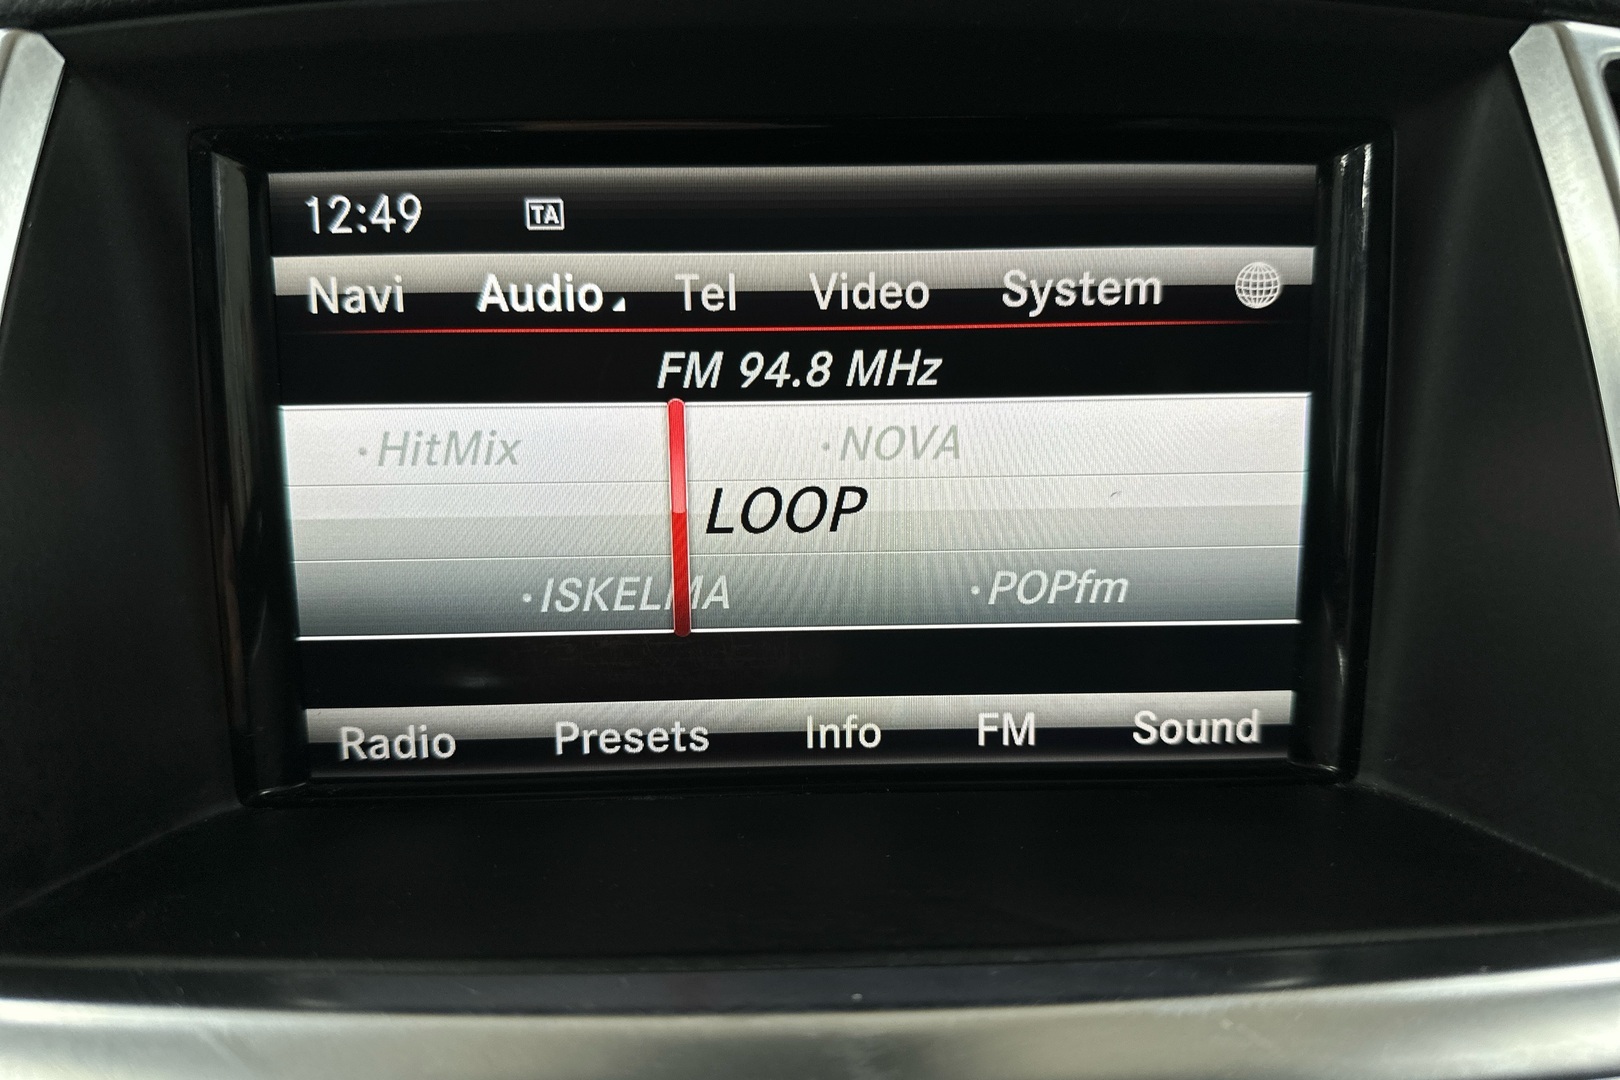 12:49 TA
Navi Audio Tel Video System
FM 94.8 MHz
HitMix NOVA
LOOP
ISKELMA POPfm
Radio Presets Info FM Sound